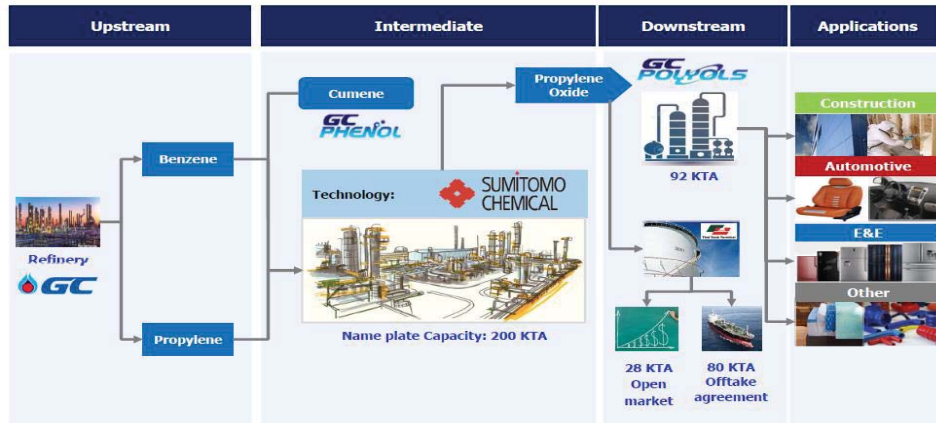 Upstream
Intermediate
Downstream
Applications
Refinery
GC
Benzene
Propylene
Cumene
GC
PHENOL
Technology:
SUMITOMO
CHEMICAL
Name plate Capacity: 200 KTA
Propylene
Oxide
GC
POLYOLS
92 KTA
28 KTA
Open
market
80 KTA
Offtake
agreement
Construction
Automotive
E&E
Other